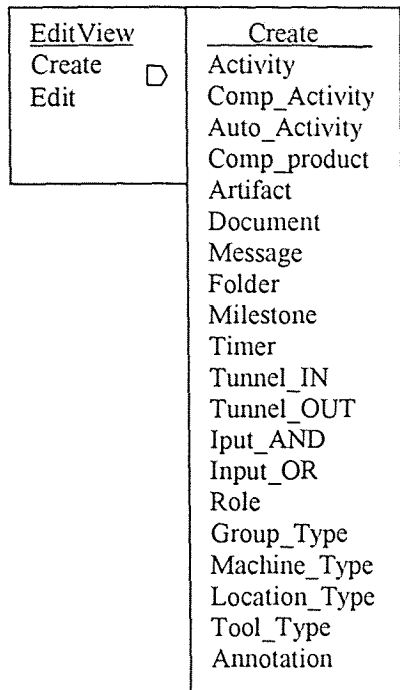 EditView
Create
Edit
Create
Activity
Comp_Activity
Auto_Activity
Comp_product
Artifact
Document
Message
Folder
Milestone
Timer
Tunnel_IN
Tunnel_OUT
Iput_AND
Input_OR
Role
Group_Type
Machine_Type
Location_Type
Tool_Type
Annotation